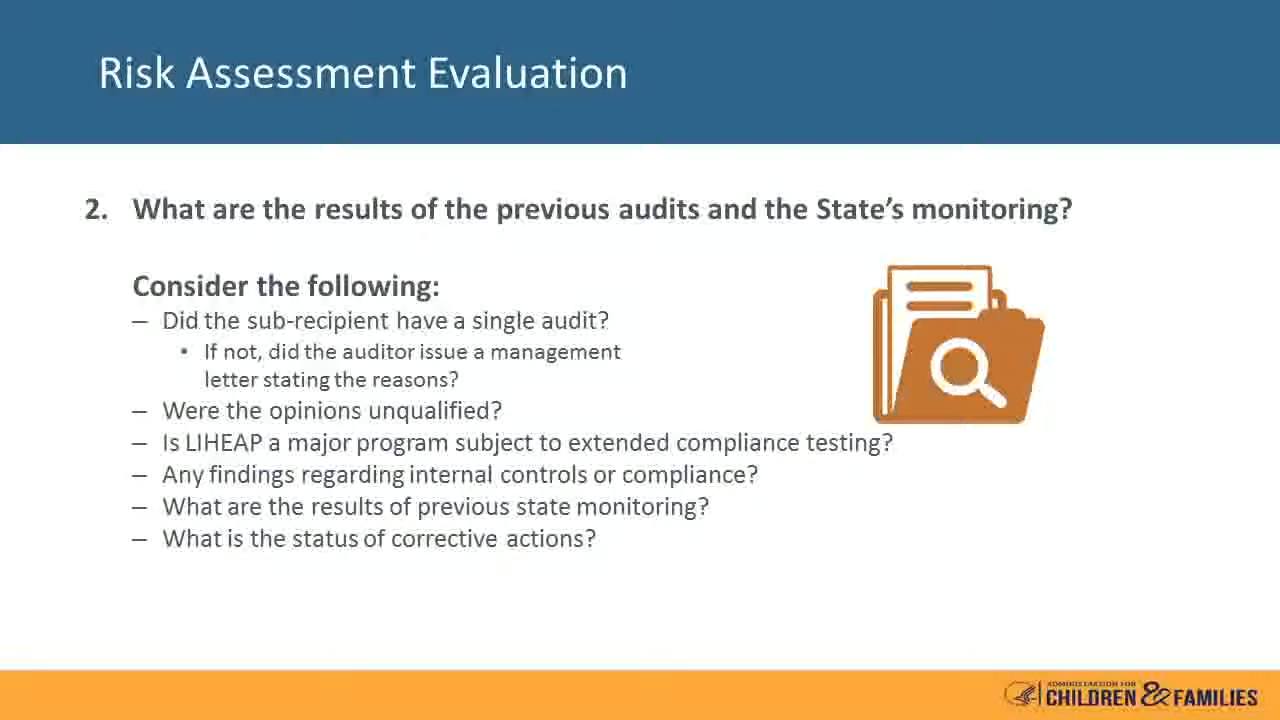 Risk Assessment Evaluation
2. What are the results of the previous audits and the State's monitoring?
Consider the following:
– Did the sub-recipient have a single audit?
• If not, did the auditor issue a management
letter stating the reasons?
– Were the opinions unqualified?
– Is LIHEAP a major program subject to extended compliance testing?
– Any findings regarding internal controls or compliance?
– What are the results of previous state monitoring?
– What is the status of corrective actions?
ADMINISTRATION FOR
CHILDREN & FAMILIES